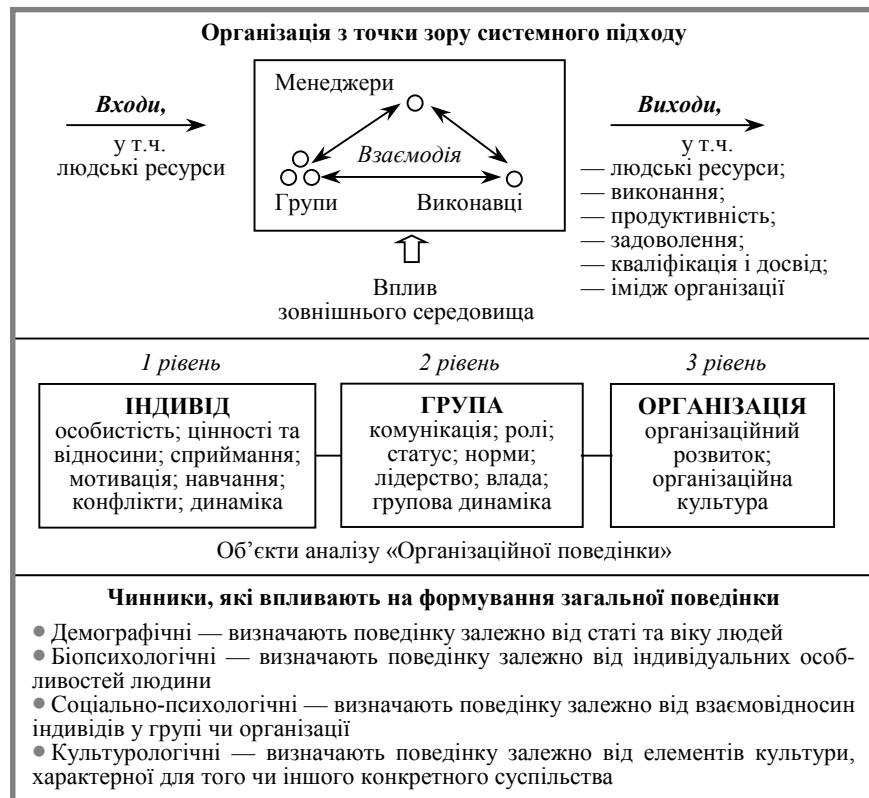 Організація з точки зору системного підходу
Менеджери
Входи,
у т.ч.
людські ресурси
Взаємодія
Групи
Виконавці
Виходи,
у т.ч.
— людські ресурси;
— виконання;
— продуктивність;
— задоволення;
— кваліфікація і досвід;
— імідж організації
Вплив
зовнішнього середовища
1 рівень
2 рівень
3 рівень
ІНДИВІД
особистість; цінності та
відносини; сприймання;
мотивація; навчання;
конфлікти; динаміка
ГРУПА
комунікація; ролі;
статус; норми;
лідерство; влада;
групова динаміка
ОРГАНІЗАЦІЯ
організаційний
розвиток;
організаційна
культура
Об’єкти аналізу «Організаційної поведінки»
Чинники, які впливають на формування загальної поведінки
● Демографічні — визначають поведінку залежно від статі та віку людей
● Біопсихологічні — визначають поведінку залежно від індивідуальних особ-
ливостей людини
● Соціально-психологічні — визначають поведінку залежно від взаємовідносин
індивідів у групі чи організації
● Культурологічні — визначають поведінку залежно від елементів культури,
характерної для того чи іншого конкретного суспільства